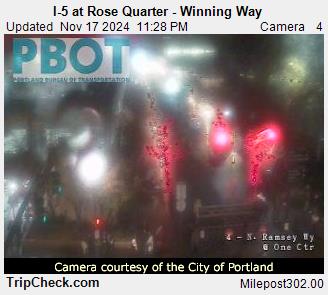 I-5 at Rose Quarter - Winning Way
Updated Nov 17 2024 11:28 PM Camera 4
PBOT
PORTLAND BUREAU OF TRANSPORTATION
4 - N. Ramsey Wy
@ One Ctr
Camera courtesy of the City of Portland
TripCheck.com Milepost302.00